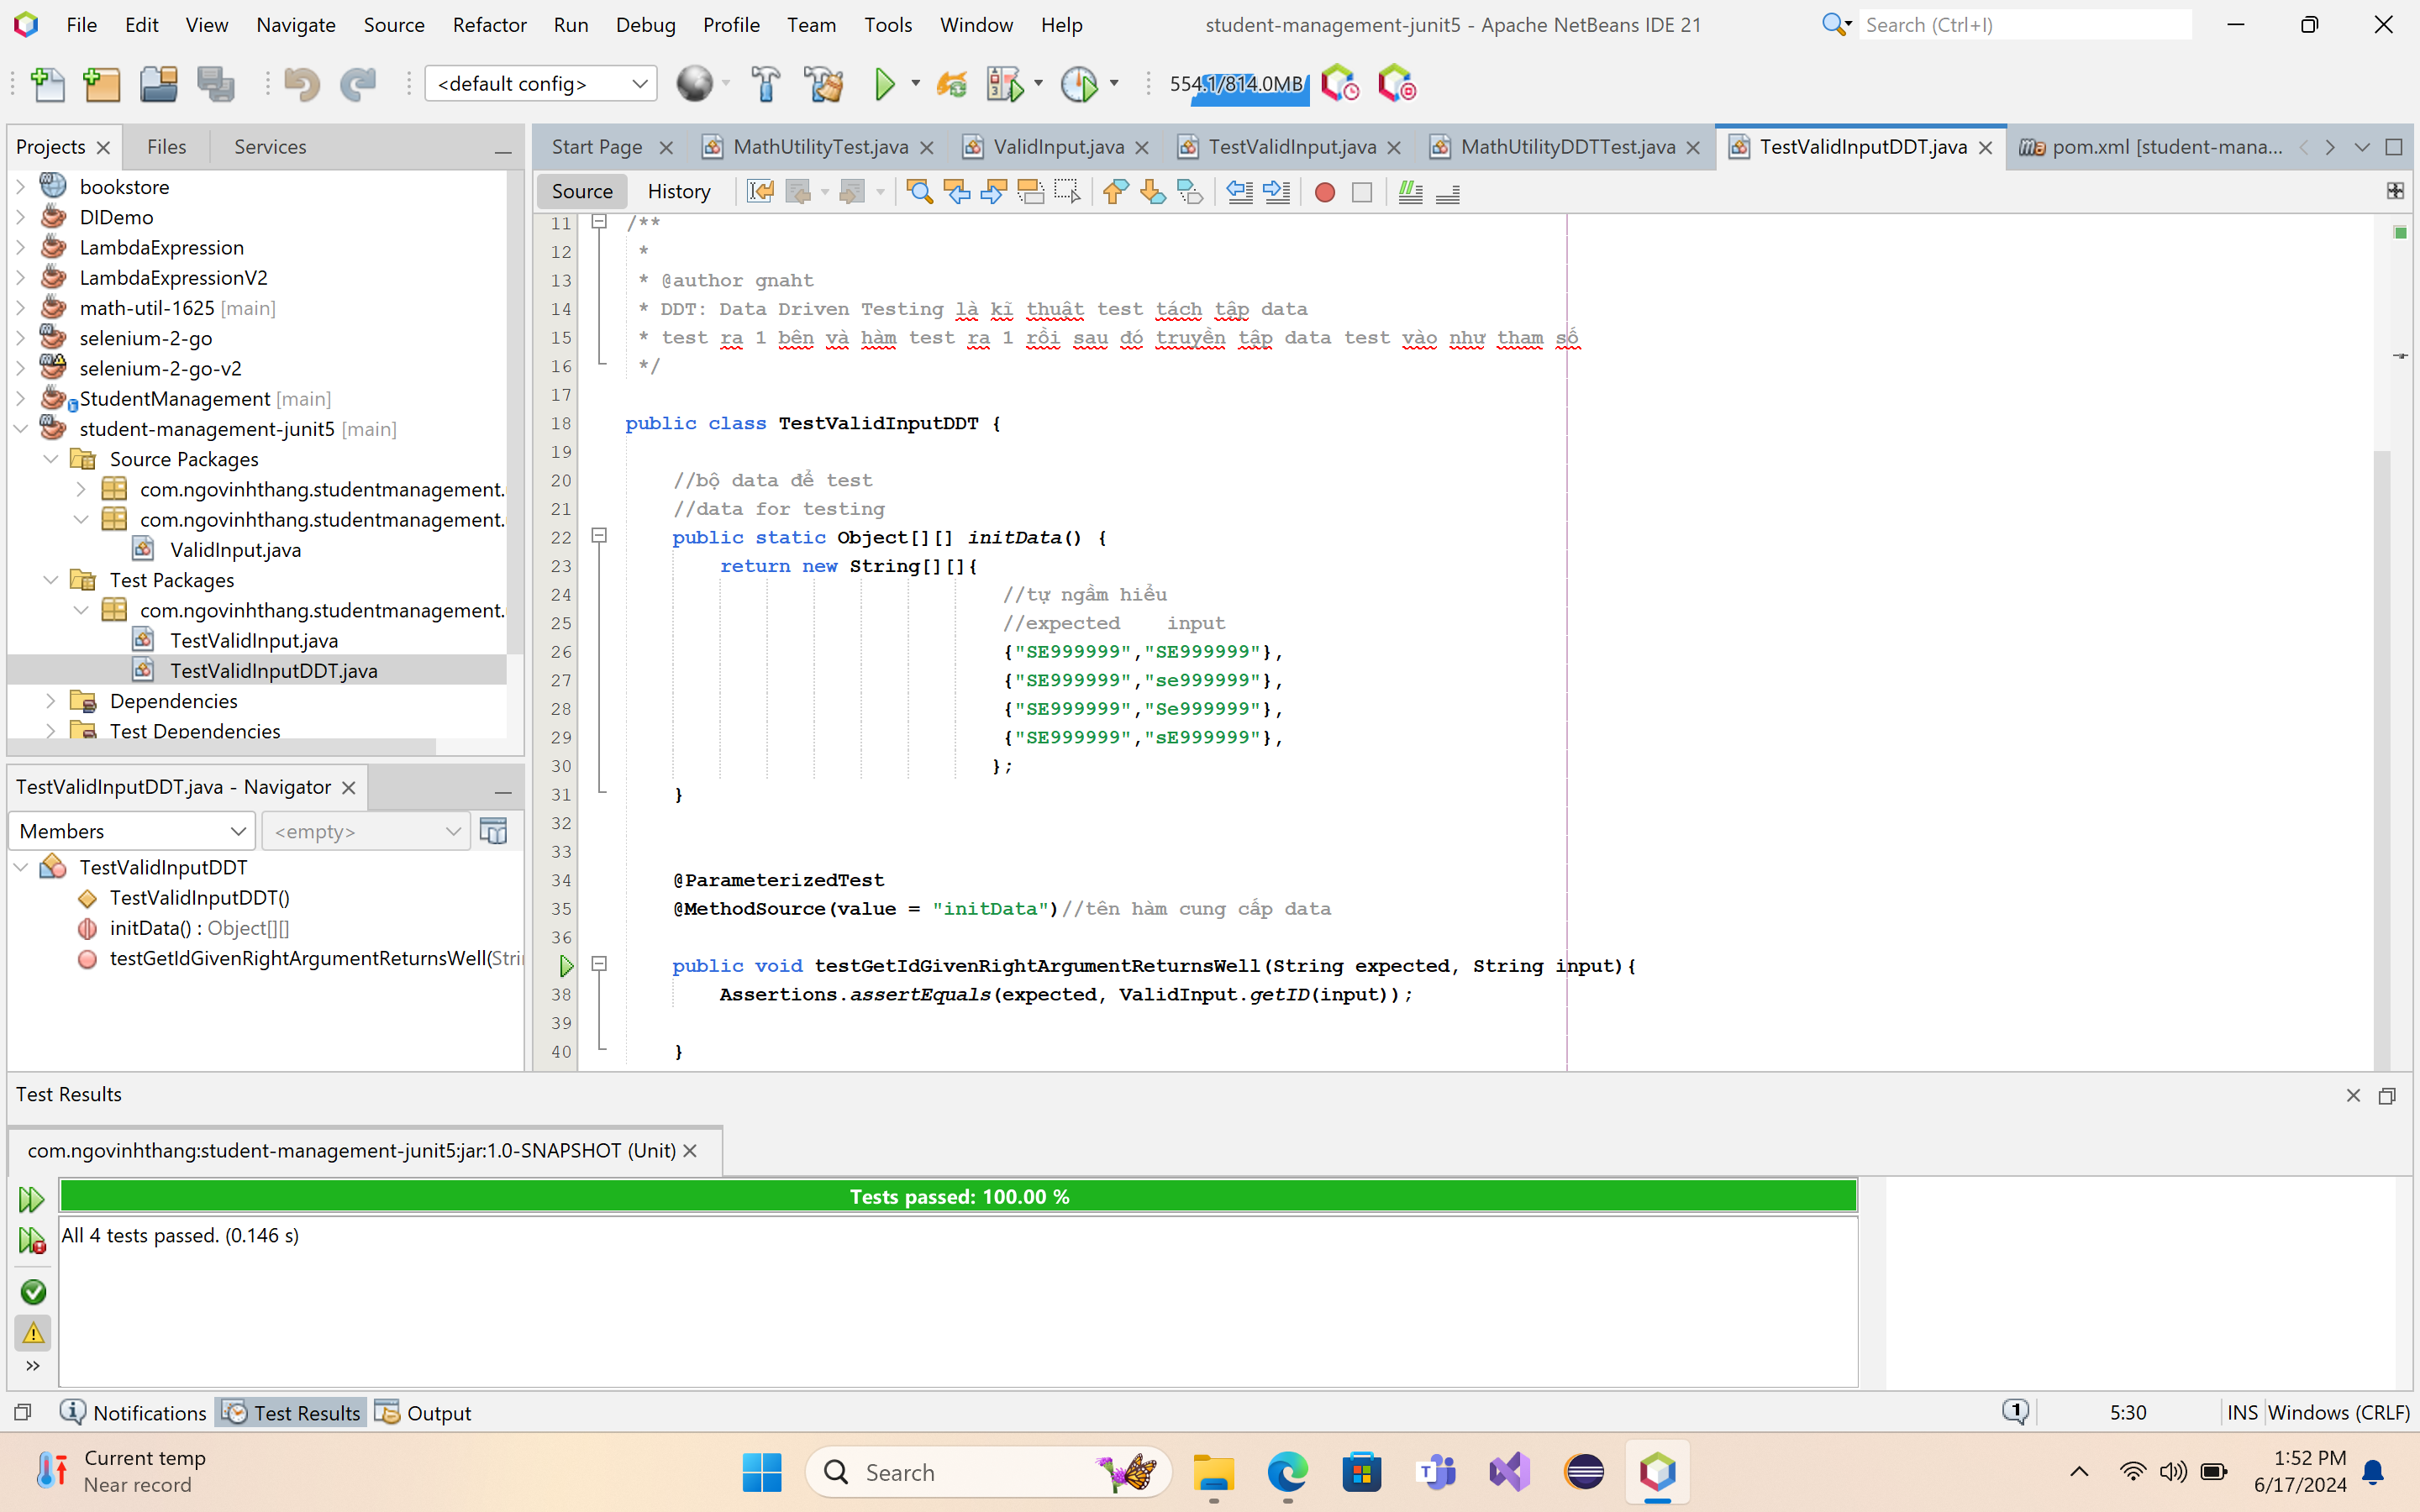 File Edit View Navigate Source Refactor Run Debug Profile Team Tools Window Help
student-management-junit5 - Apache NetBeans IDE 21
Search (Ctrl+I)
<default config>
554.1/814.0MB
Projects Files Services
bookstore
DIDemo
LambdaExpression
LambdaExpressionV2
math-util-1625 [main]
selenium-2-go
selenium-2-go-v2
StudentManagement [main]
student-management-junit5 [main]
Source Packages
com.ngovinhthang.studentmanagement.
com.ngovinhthang.studentmanagement.
ValidInput.java
Test Packages
com.ngovinhthang.studentmanagement.
TestValidInput.java
TestValidInputDDT.java
Dependencies
Test Dependencies
TestValidInputDDT.java - Navigator
Members <empty>
TestValidInputDDT
TestValidInputDDT()
initData() : Object[][]
testGetIdGivenRightArgumentReturnsWell(Stri
Start Page MathUtilityTest.java ValidInput.java TestValidInput.java MathUtilityDDTTest.java TestValidInputDDT.java pom.xml [student-mana...
Source History
11 /**
12 *
13 * @author gnaht
14 * DDT: Data Driven Testing là kĩ thuật test tách tập data
15 * test ra 1 bên và hàm test ra 1 rồi sau đó truyền tập data test vào như tham số
16 */
17
18 public class TestValidInputDDT {
19
20 //bộ data để test
21 //data for testing
22 public static Object[][] initData() {
23 return new String[][]{
24 //tự ngầm hiểu
25 //expected input
26 {"SE999999","SE999999"},
27 {"SE999999","se999999"},
28 {"SE999999","Se999999"},
29 {"SE999999","sE999999"},
30 };
31 }
32
33
34 @ParameterizedTest
35 @MethodSource(value = "initData")//tên hàm cung cấp data
36
public void testGetIdGivenRightArgumentReturnsWell(String expected, String input){
38 Assertions.assertEquals(expected, ValidInput.getID(input));
39
40 }
Test Results
com.ngovinhthang:student-management-junit5:jar:1.0-SNAPSHOT (Unit)
Tests passed: 100.00 %
All 4 tests passed. (0.146 s)
Notifications Test Results Output
1 5:30 INS Windows (CRLF)
Current temp
Near record
Search
1:52 PM
6/17/2024